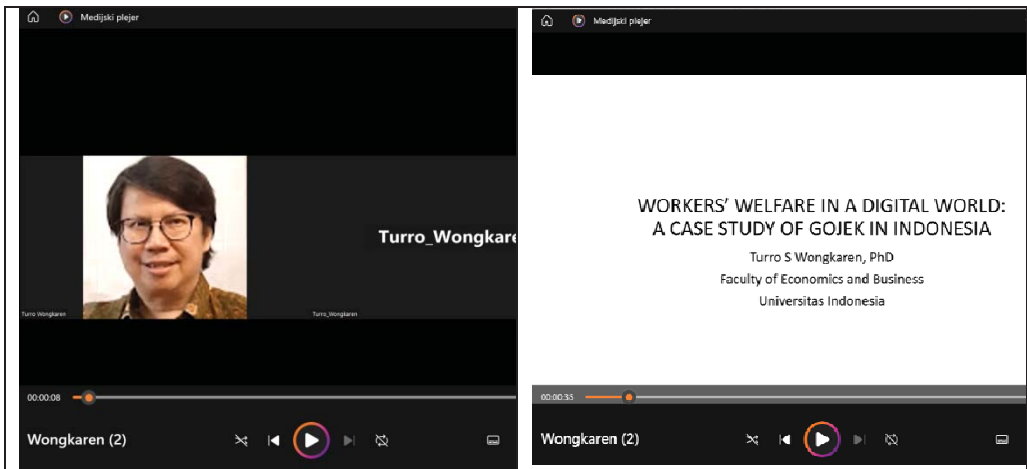 Medijski plejer
Turro_Wongkare
Turro Wongkaren
Turro_Wongkaren
00:00:08
Wongkaren (2)
Medijski plejer
WORKERS’ WELFARE IN A DIGITAL WORLD:
A CASE STUDY OF GOJEK IN INDONESIA
Turro S Wongkaren, PhD
Faculty of Economics and Business
Universitas Indonesia
00:00:35
Wongkaren (2)